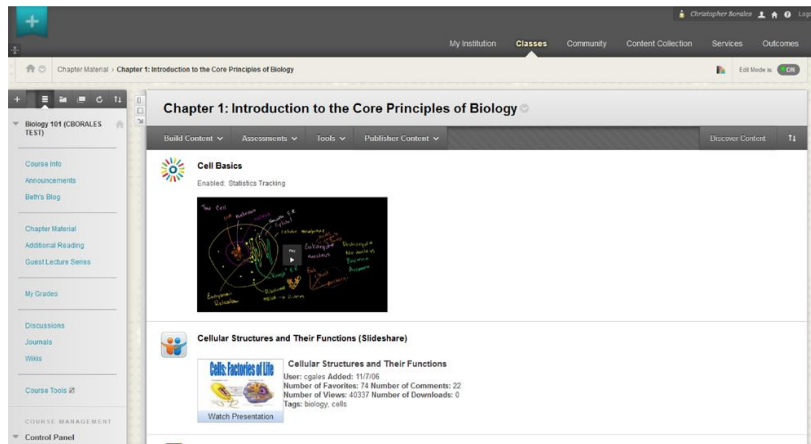 Christopher Borales
My Institution Classes Community Content Collection Services Outcomes
Chapter Material Chapter 1: Introduction to the Core Principles of Biology
Edit Mode is: ON
Biology 101 (CBORALES
TEST)
Course Info
Announcements
Beth's Blog
Chapter Material
Additional Reading
Guest Lecture Series
My Grades
Discussions
Journals
Wikis
Course Tools
COURSE MANAGEMENT
Control Panel
Chapter 1: Introduction to the Core Principles of Biology
Build Content Assessments Tools Publisher Content Discover Content
Cell Basics
Enabled: Statistics Tracking
The Cell
Play
Cellular Structures and Their Functions (Slideshare)
Cells: Factories of Life
Watch Presentation
Cellular Structures and Their Functions
User: cgales Added: 11/7/06
Number of Favorites: 74 Number of Comments: 22
Number of Views: 40337 Number of Downloads: 0
Tags: biology, cells